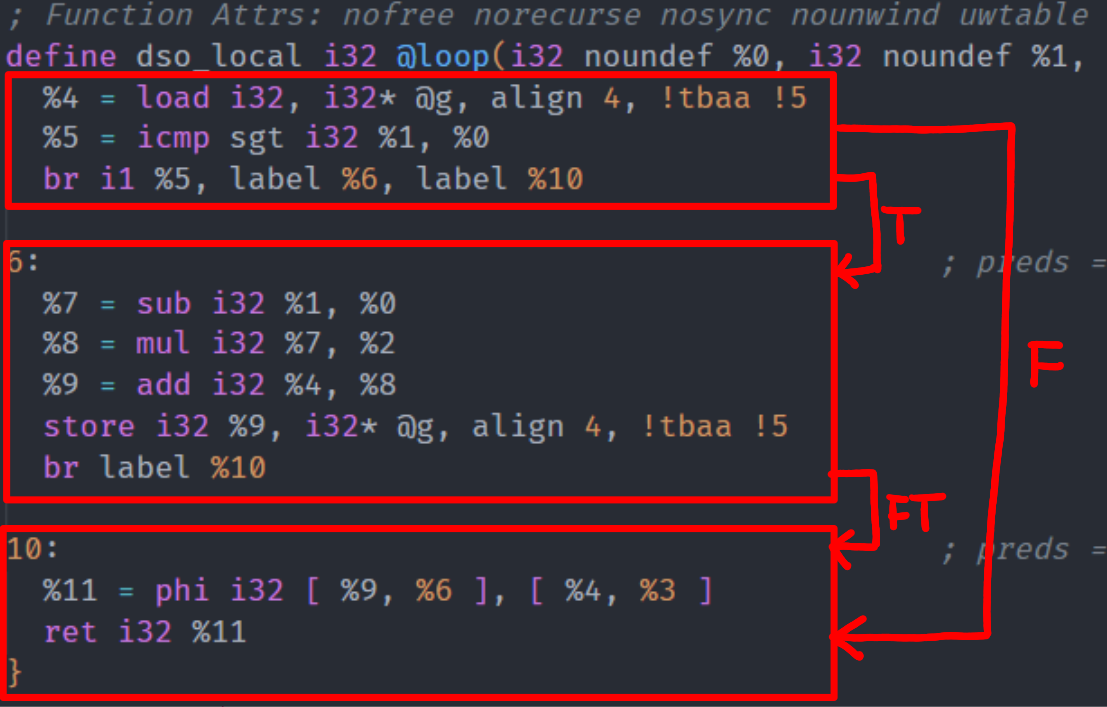 ; Function Attrs: nofree norecurse nosync nounwind uwtable
define dso_local i32 @loop(i32 noundef %0, i32 noundef %1,
%4 = load i32, i32* @g, align 4, !tbaa !5
%5 = icmp sgt i32 %1, %0
br i1 %5, label %6, label %10
T
6: ; preds =
%7 = sub i32 %1, %0
%8 = mul i32 %7, %2
F
%9 = add i32 %4, %8
store i32 %9, i32* @g, align 4, !tbaa !5
br label %10
FT
10: ; preds =
%11 = phi i32 [ %9, %6 ], [ %4, %3 ]
ret i32 %11
}